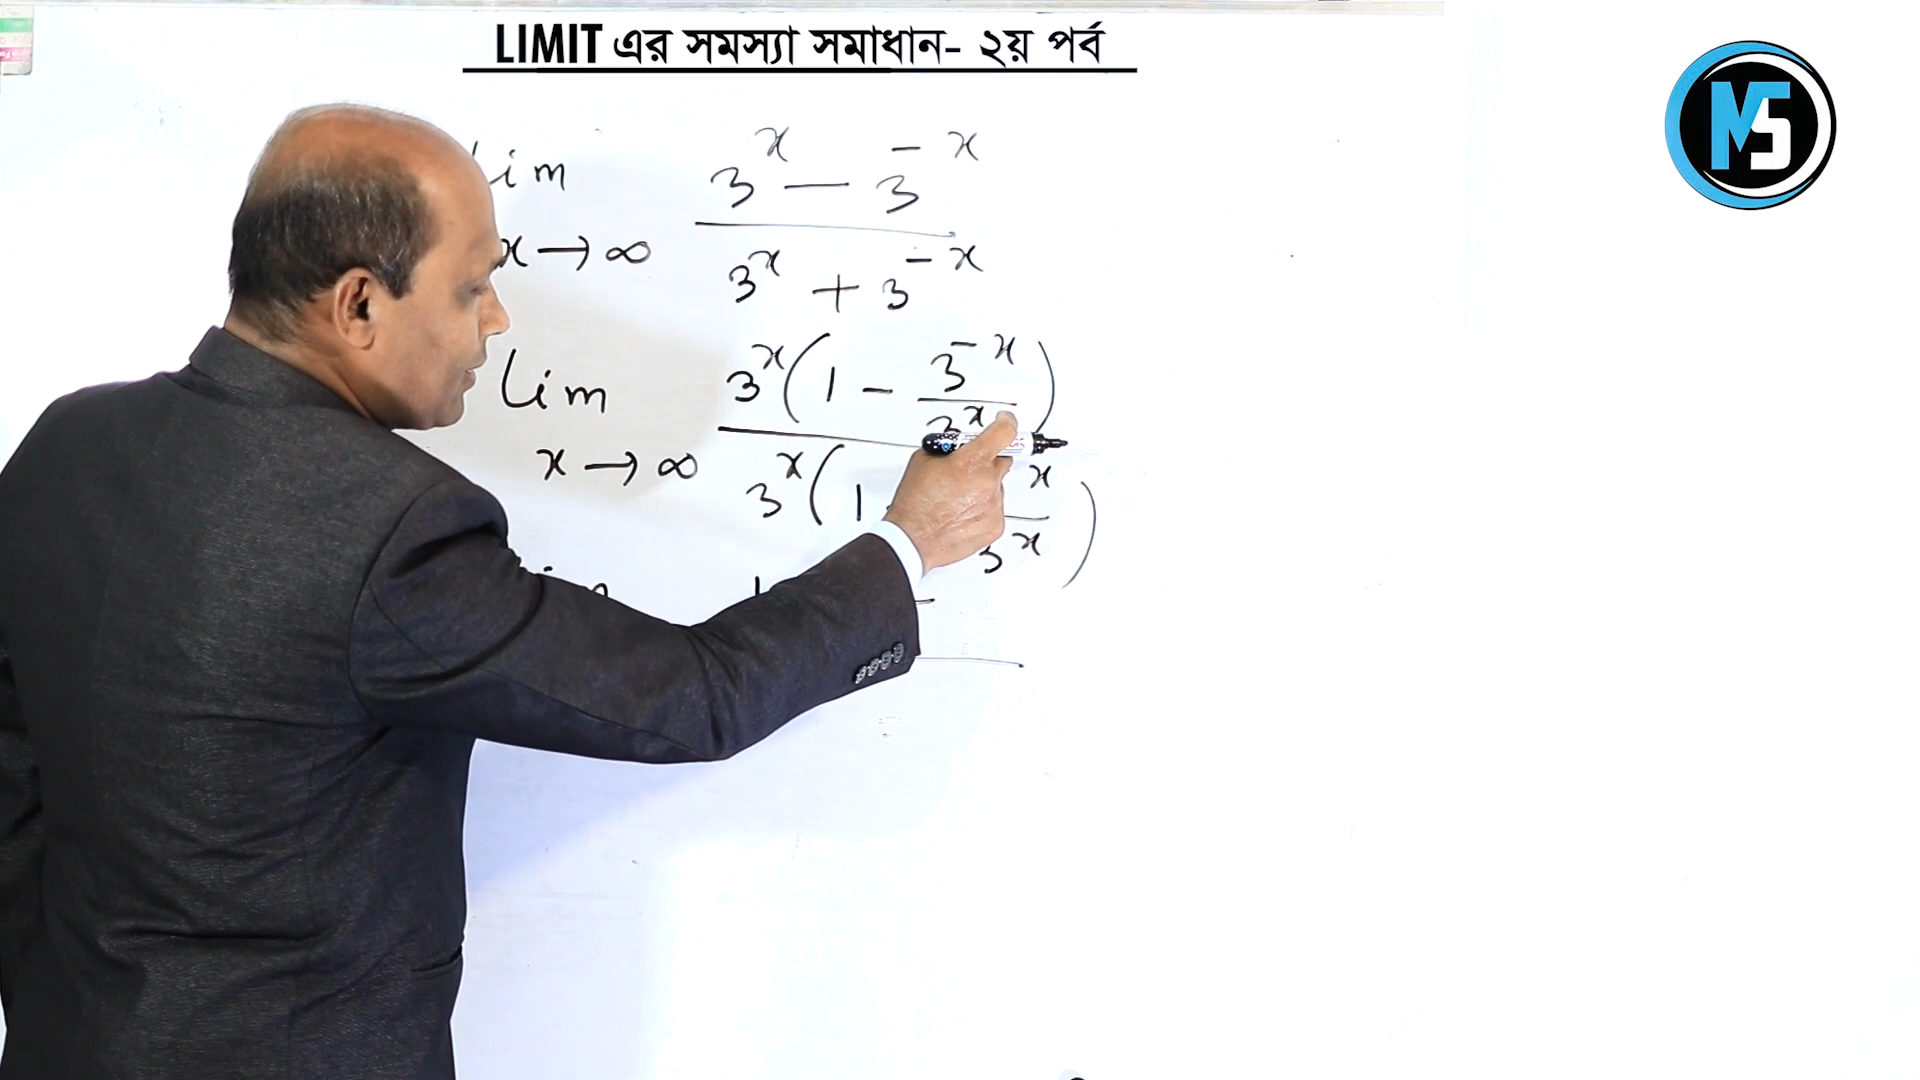 LIMIT এর সমস্যা সমাধান- ২য় পর্ব
MS
lim x→∞ (3^x − 3^−x) / (3^x + 3^−x)
lim x→∞ 3^x(1 − 3^−x / 3^x) / 3^x(1 x / 3^x)